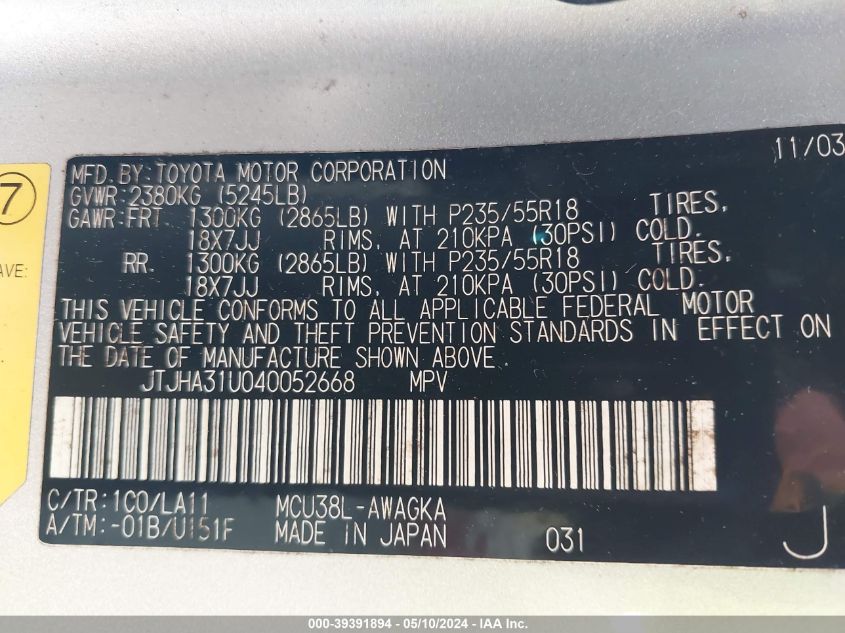 7
AVE:
11/03
MFD. BY: TOYOTA MOTOR CORPORATION
GVWR: 2380KG (5245LB)
GAWR: FRT 1300KG (2865LB) WITH P235/55R18 TIRES,
18X7JJ RIMS, AT 210KPA (30PSI) COLD.
RR. 1300KG (2865LB) WITH P235/55R18 TIRES,
18X7JJ RIMS, AT 210KPA (30PSI) COLD.
THIS VEHICLE CONFORMS TO ALL APPLICABLE FEDERAL MOTOR
VEHICLE SAFETY AND THEFT PREVENTION STANDARDS IN EFFECT ON
THE DATE OF MANUFACTURE SHOWN ABOVE.
JTJHA31U040052668 MPV
C/TR: 1C0/LA11 MCU38L-AWAGKA
A/TM: -01B/U151F MADE IN JAPAN 031 J
000-39391894 — 05/10/2024 — IAA Inc.